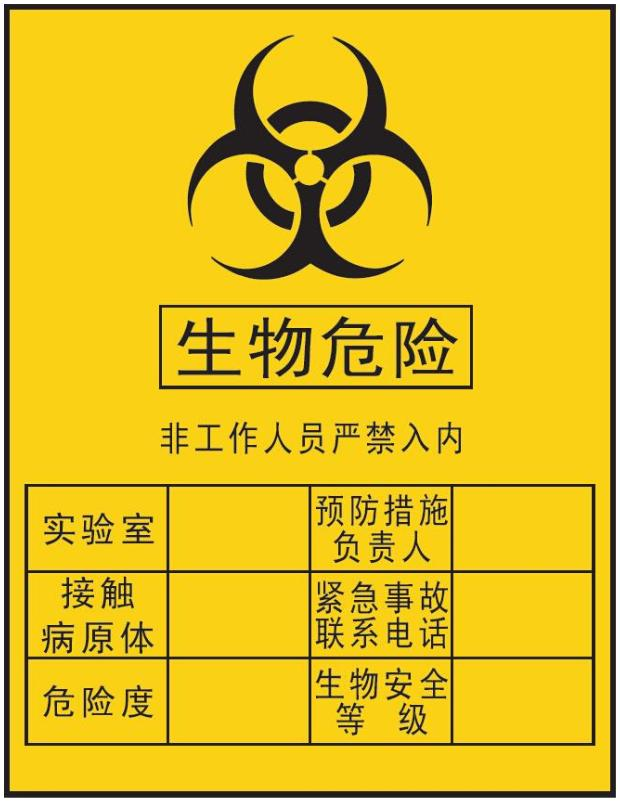 生物危险
非工作人员严禁入内
实验室
预防措施
负责人
接触
病原体
紧急事故
联系电话
危险度
生物安全
等 级